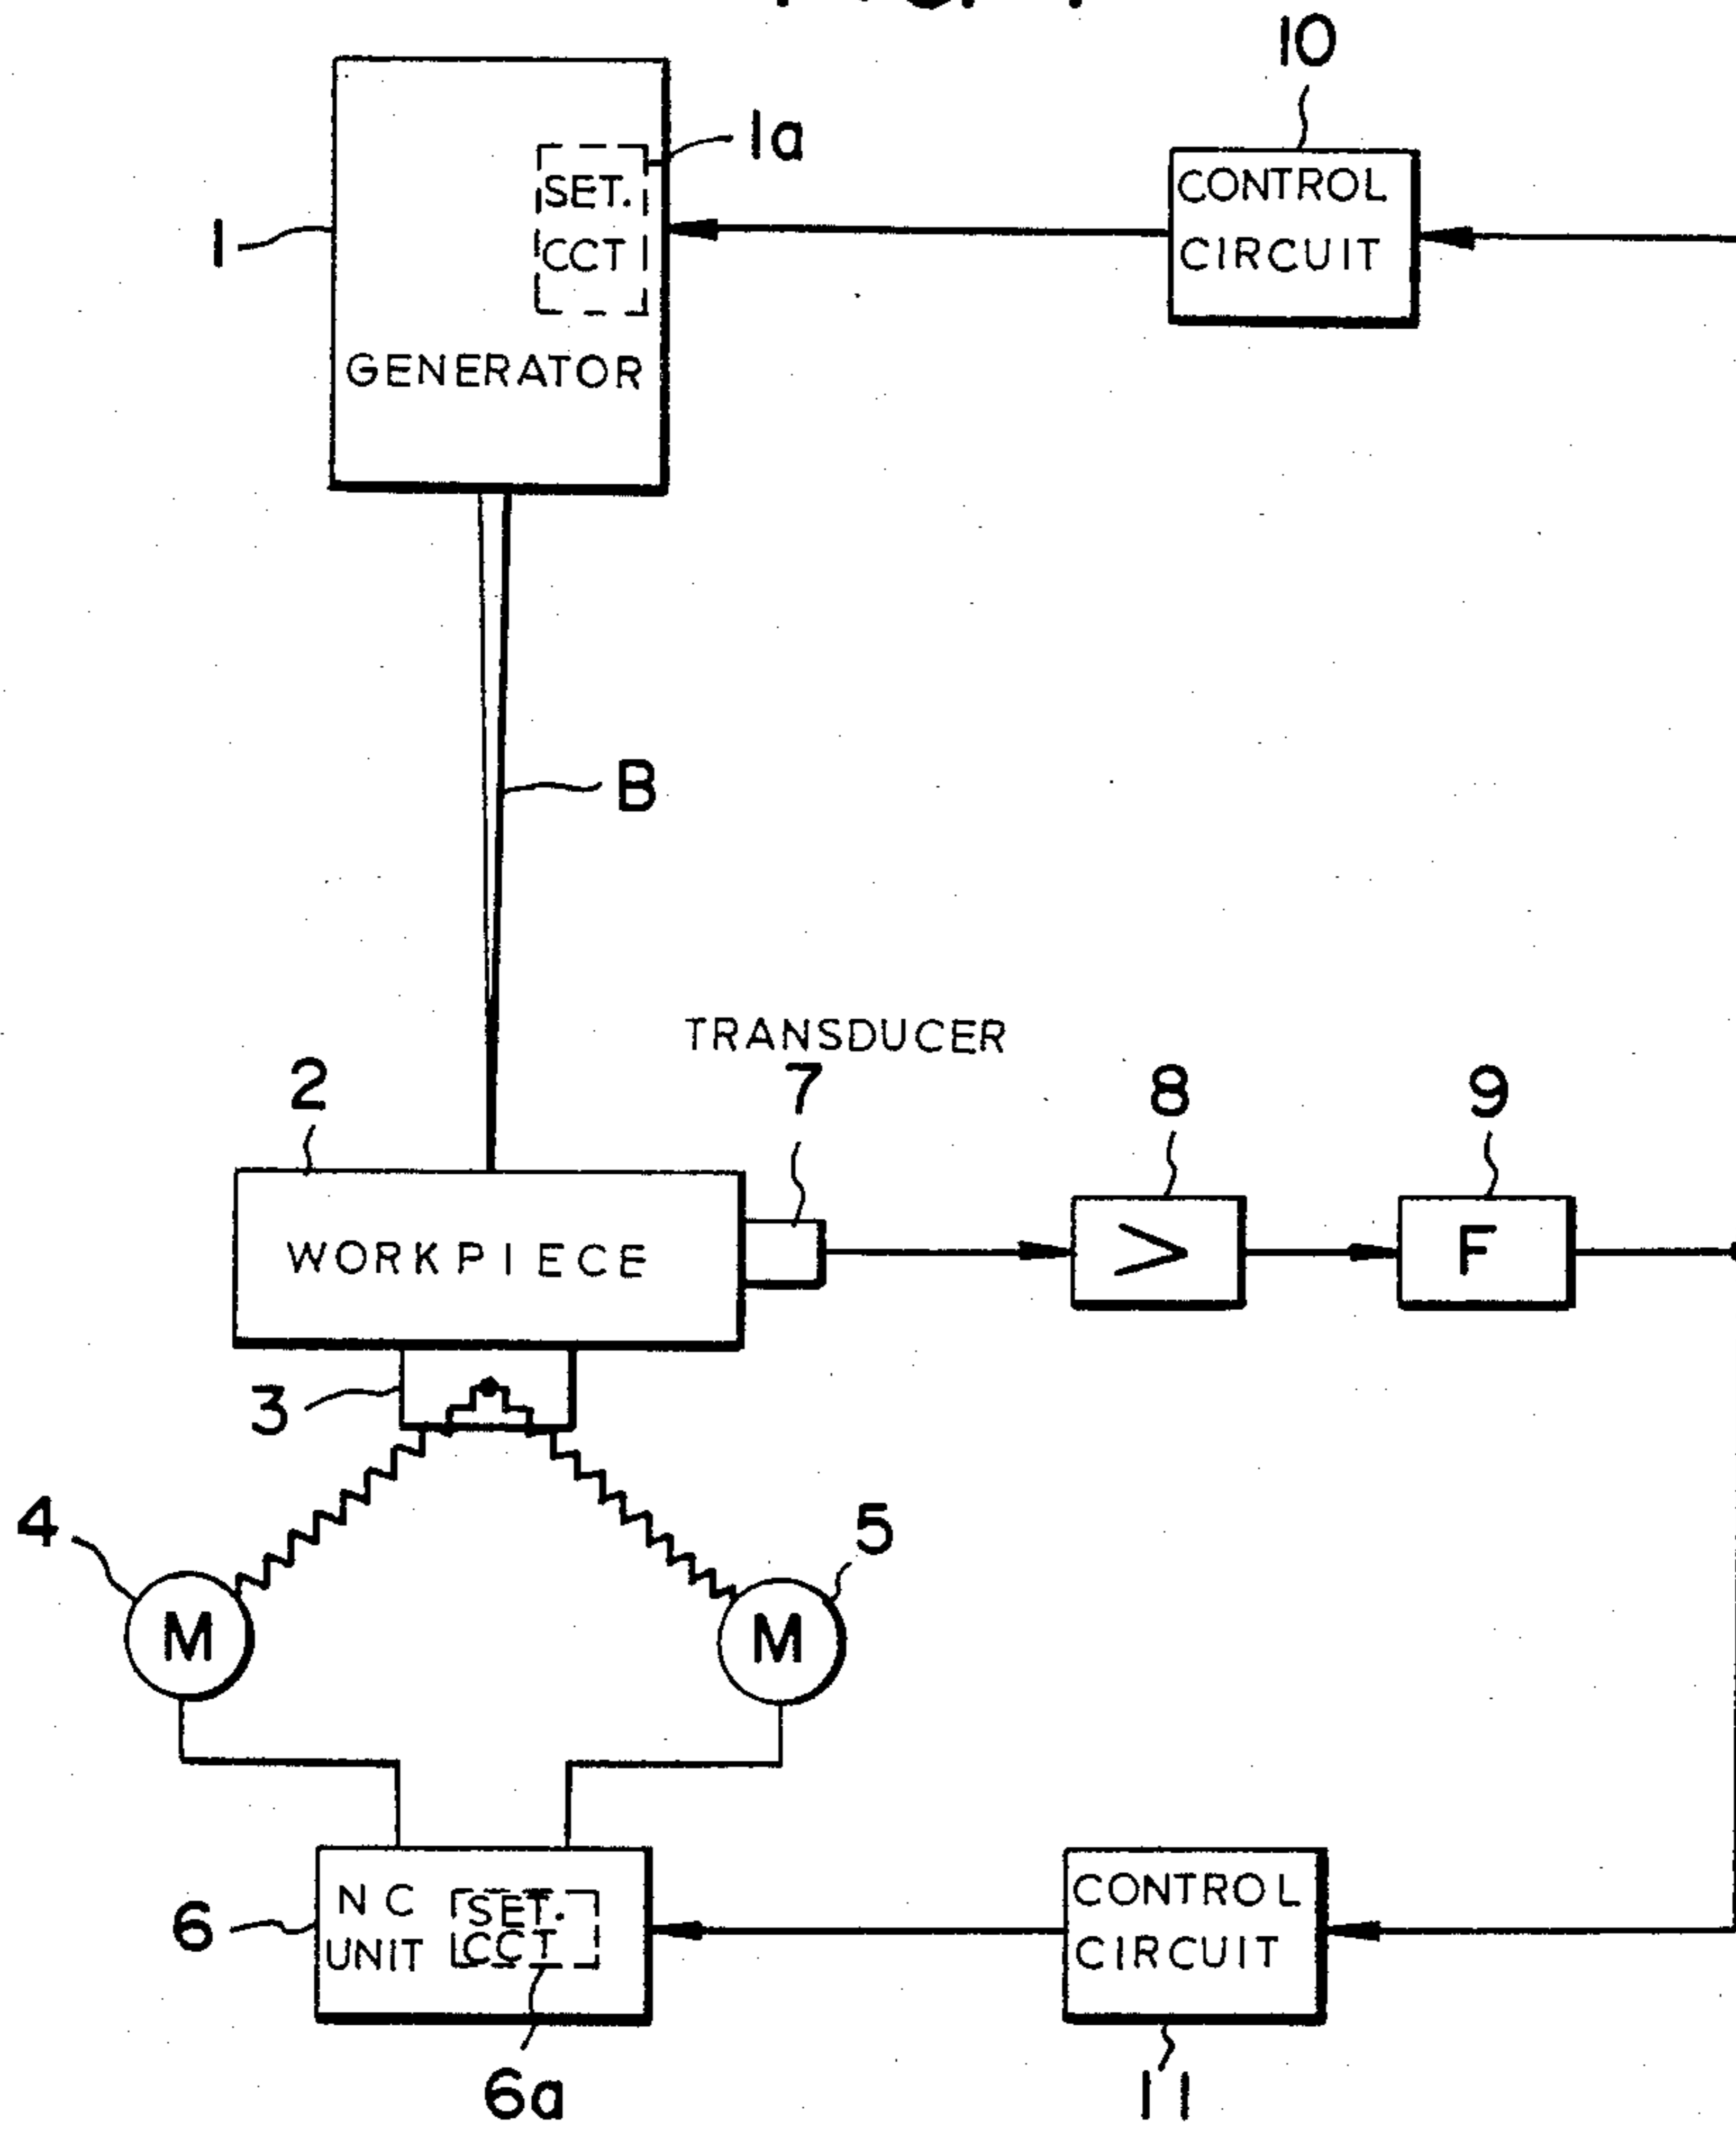 10
1a
SET.
CCT
CONTROL
CIRCUIT
1
GENERATOR
B
TRANSDUCER
2
7
8
9
WORKPIECE
>
F
3
4
5
M
M
NC
UNIT
SET.
CCT
CONTROL
CIRCUIT
6
6a
11